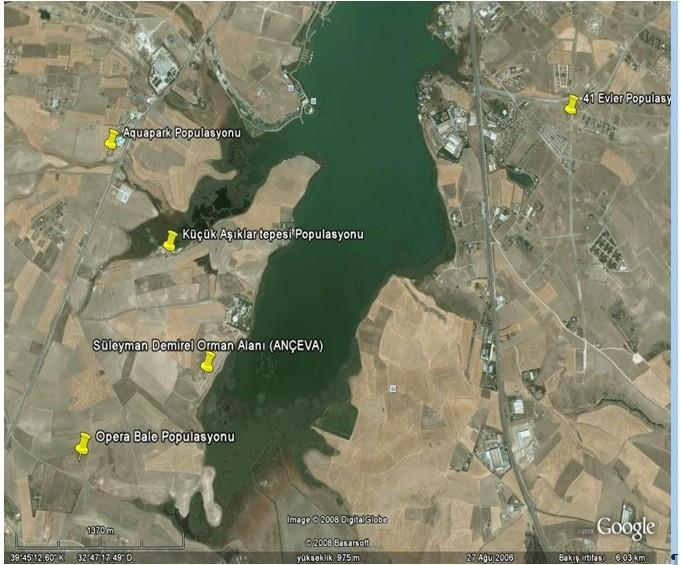 41 Evler Populasy
Aquapark Populasyonu
Küçük Aşıklar tepesi Populasyonu
Süleyman Demirel Orman Alanı (ANÇEVA)
Opera Bale Populasyonu
Image © 2008 DigitalGlobe
1370 m
© 2008 Basarsoft
©2008 Google
39°45'12.60" K 32°47'17.49" D yükseklik 975 m 27 Ağu 2006 Bakış irtifası 6.03 km